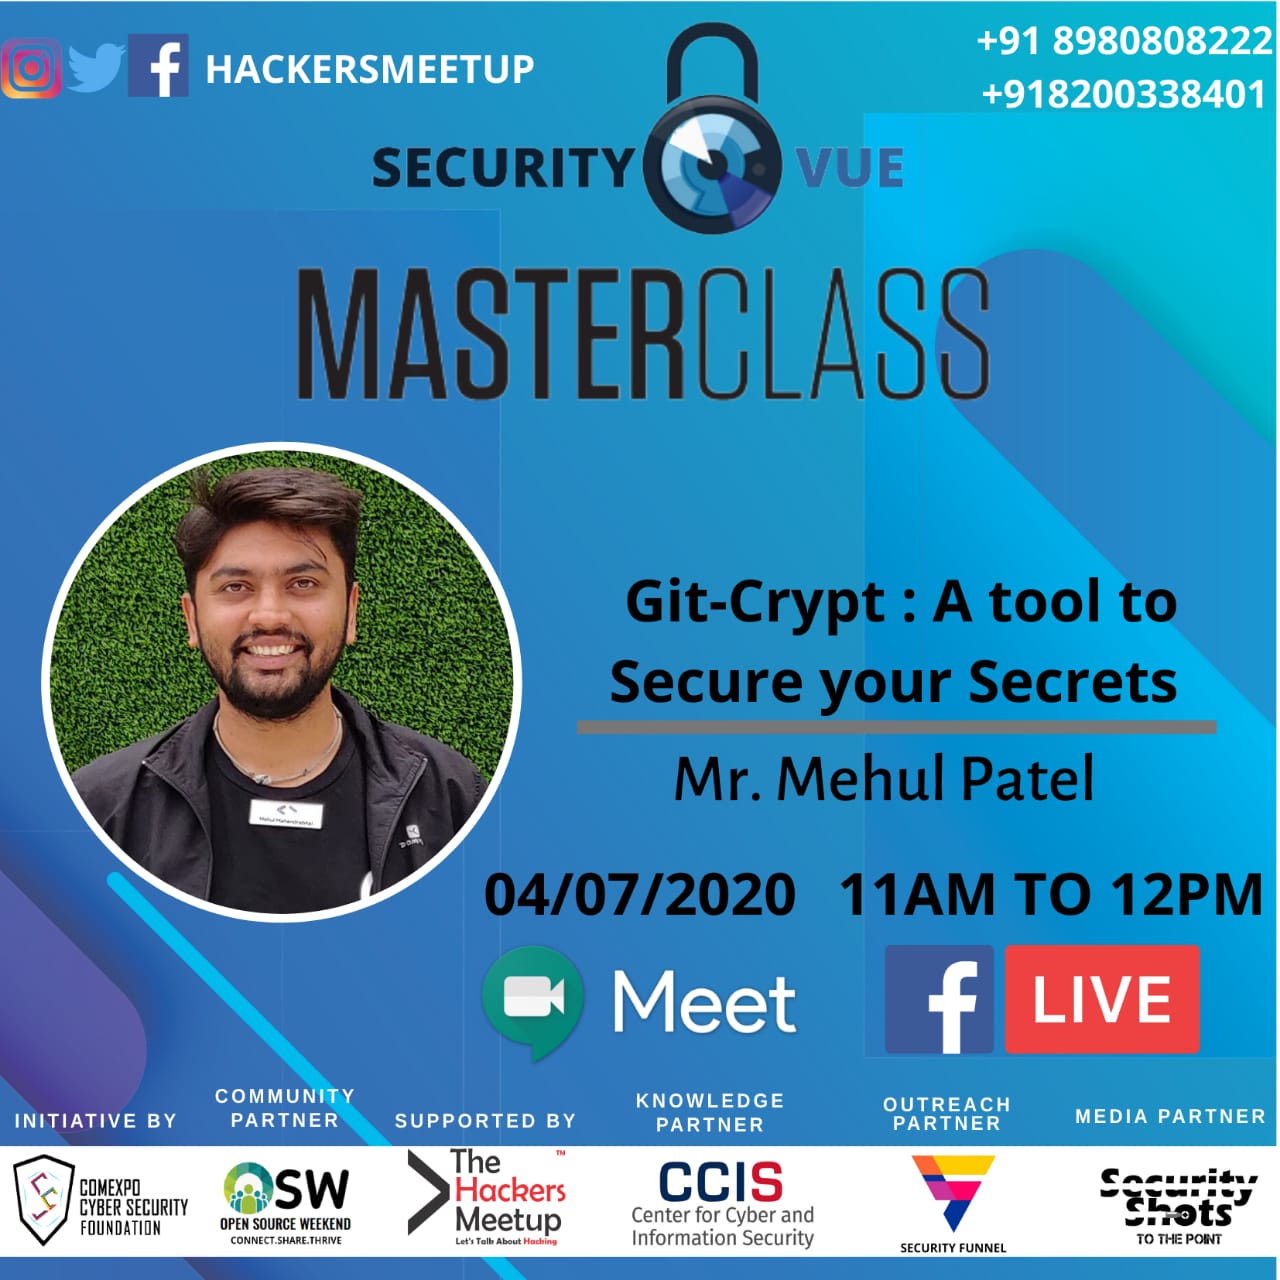 HACKERSMEETUP
+91 8980808222
+918200338401
SECURITY VUE
MASTERCLASS
Git-Crypt : A tool to
Secure your Secrets
Mr. Mehul Patel
04/07/2020 11AM TO 12PM
Meet
LIVE
INITIATIVE BY
COMEXPO
CYBER SECURITY
FOUNDATION
COMMUNITY
PARTNER
OSW
OPEN SOURCE WEEKEND
CONNECT.SHARE.THRIVE
SUPPORTED BY
The
Hackers
Meetup
TM
Let's Talk About Hacking
KNOWLEDGE
PARTNER
CCIS
Center for Cyber and
Information Security
OUTREACH
PARTNER
SECURITY FUNNEL
MEDIA PARTNER
Security
Shots
TO THE POINT